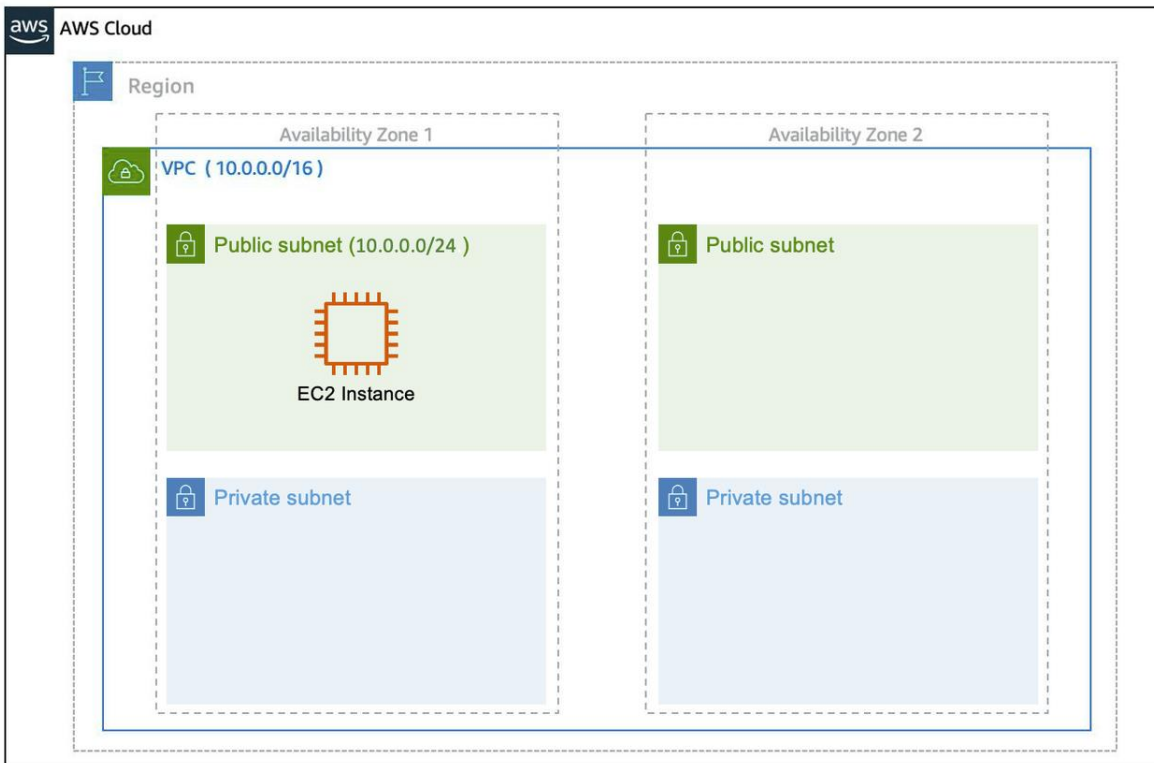 aws AWS Cloud
Region
Availability Zone 1
Availability Zone 2
VPC ( 10.0.0.0/16 )
Public subnet (10.0.0.0/24 )
Public subnet
EC2 Instance
Private subnet
Private subnet